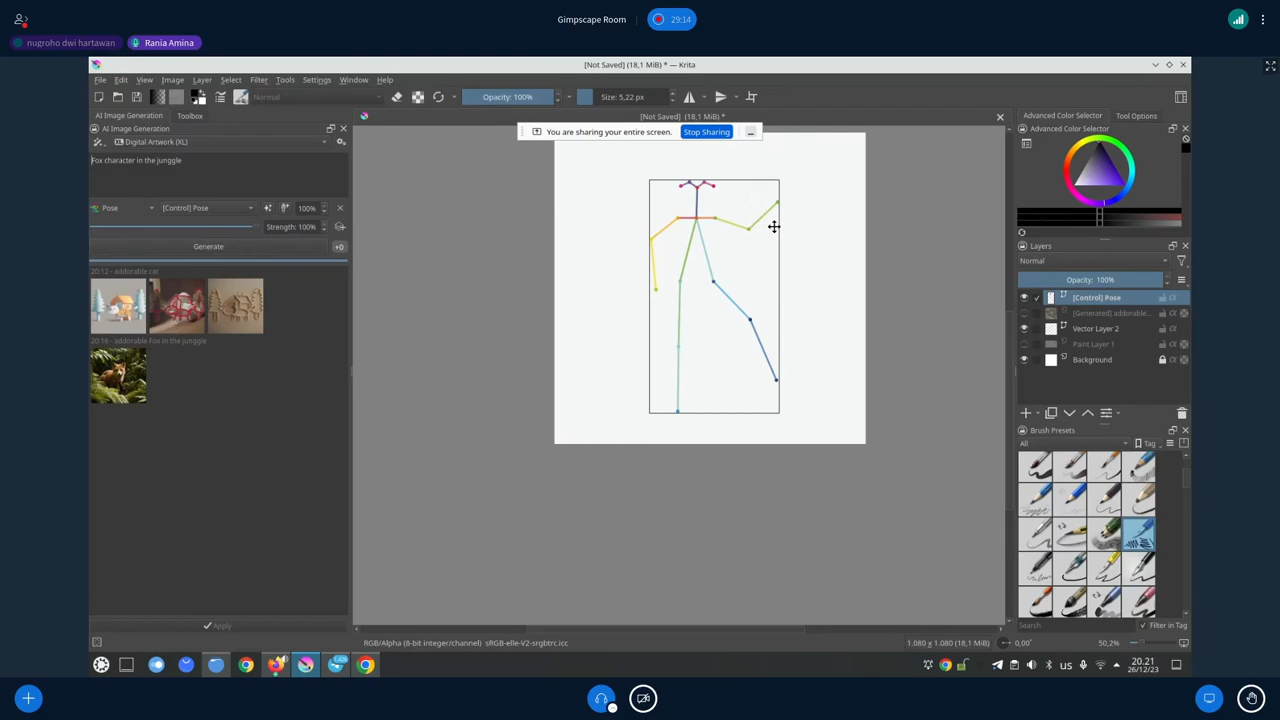 Gimpscape Room
29:14
nugroho dwi hartawan
Rania Amina
[Not Saved] (18,1 MiB) * — Krita
File Edit View Image Layer Select Filter Tools Settings Window Help
Normal
Opacity: 100%
Size: 5,22 px
AI Image Generation
Toolbox
[Not Saved] (18,1 MiB) *
Advanced Color Selector
Tool Options
AI Image Generation
Advanced Color Selector
You are sharing your entire screen.
Stop Sharing
Digital Artwork (XL)
Fox character in the junggle
Pose
[Control] Pose
100%
Strength: 100%
Generate
+0
20:12 - addorable cat
20:16 - addorable Fox in the junggle
Apply
Layers
Normal
Opacity: 100%
[Control] Pose
[Generated] addorable...
Vector Layer 2
Paint Layer 1
Background
Brush Presets
All
Tag
Search
Filter in Tag
RGB/Alpha (8-bit integer/channel) sRGB-elle-V2-srgbtrc.icc
1.080 x 1.080 (18,1 MiB)
0,00°
50,2%
us
20.21
26/12/23